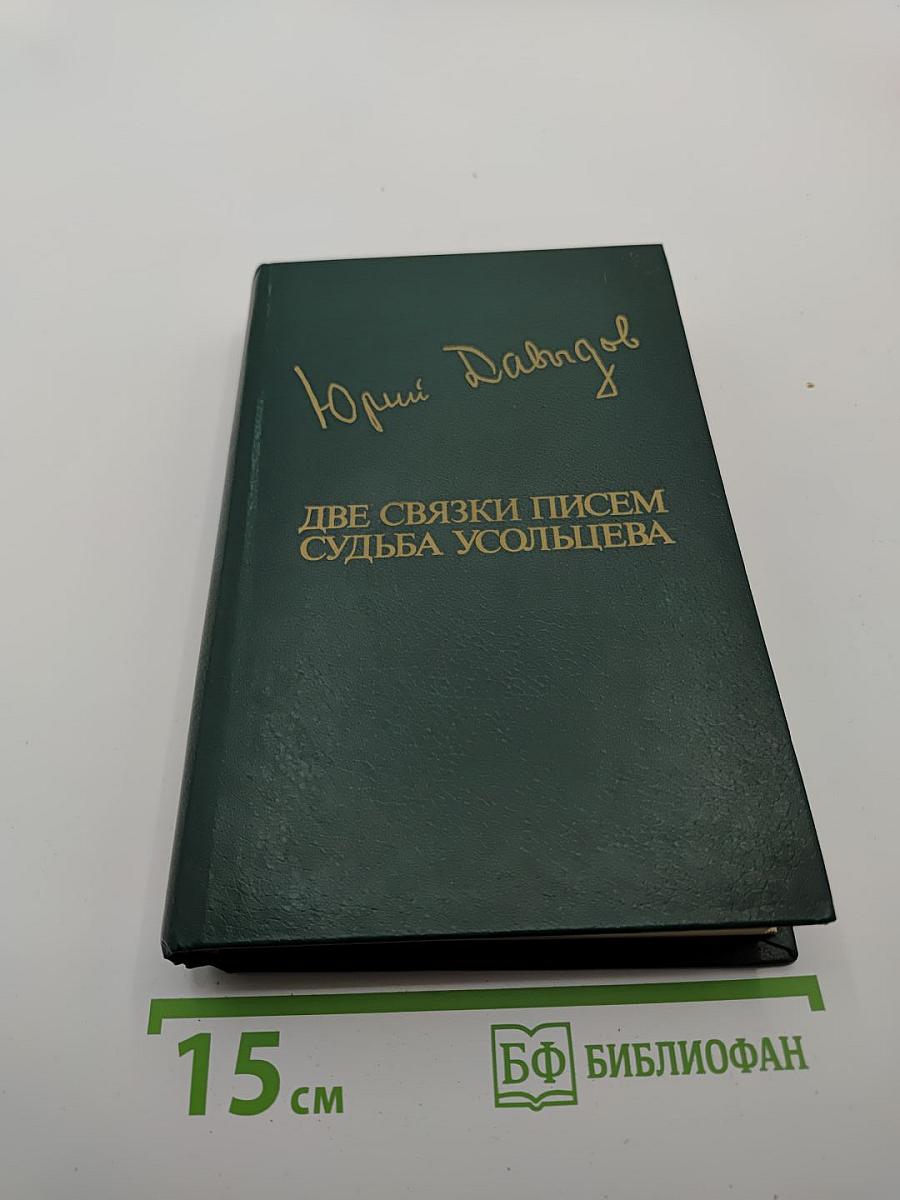 Юрий Давыдов
ДВЕ СВЯЗКИ ПИСЕМ
СУДЬБА УСОЛЬЦЕВА
15 см
БФ БИБЛИОФАН